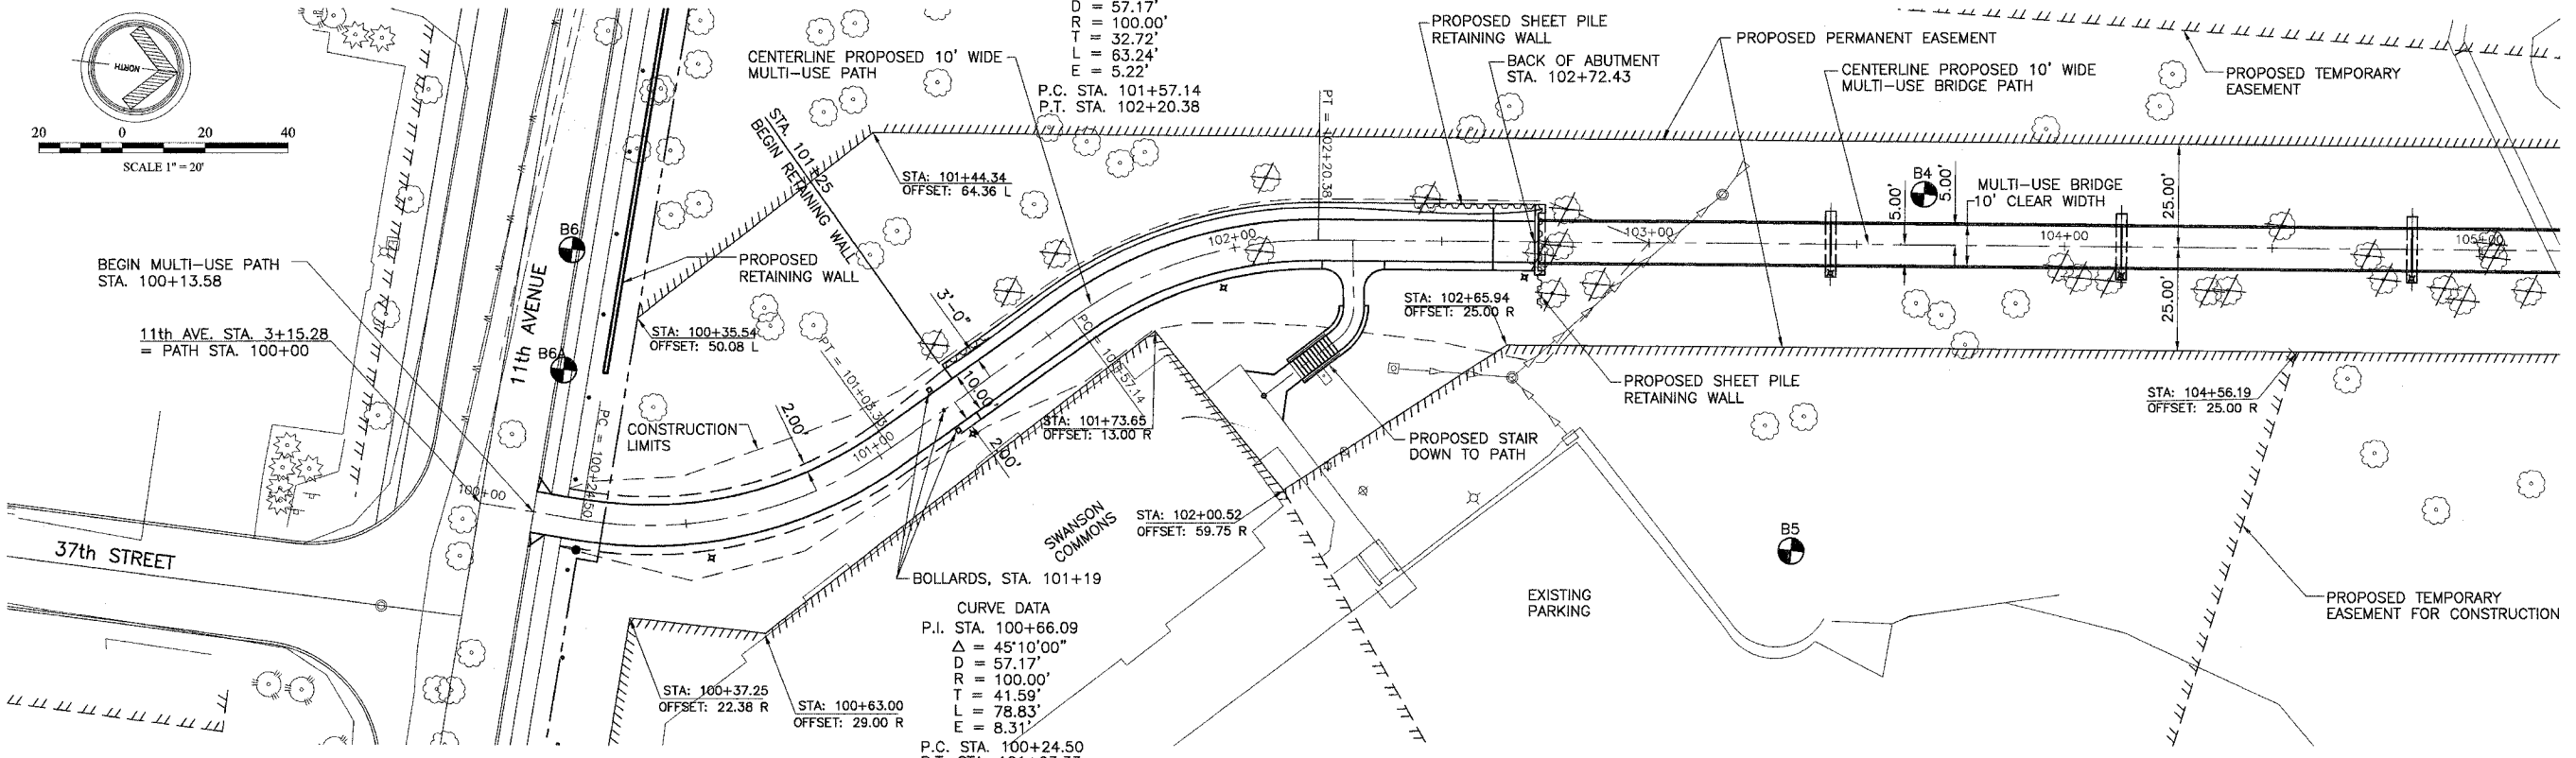 NORTH
20 0 20 40
SCALE 1" = 20'
D = 57.17'
R = 100.00'
T = 32.72'
L = 63.24'
E = 5.22'
P.C. STA. 101+57.14
P.T. STA. 102+20.38
CENTERLINE PROPOSED 10' WIDE
MULTI-USE PATH
PROPOSED SHEET PILE
RETAINING WALL
BACK OF ABUTMENT
STA. 102+72.43
PROPOSED PERMANENT EASEMENT
CENTERLINE PROPOSED 10' WIDE
MULTI-USE BRIDGE PATH
PROPOSED TEMPORARY
EASEMENT
STA. 101+25
BEGIN RETAINING WALL
STA: 101+44.34
OFFSET: 64.36 L
PT = 102+20.38
B4
5.00'
5.00'
MULTI-USE BRIDGE
10' CLEAR WIDTH
25.00'
25.00'
102+00
103+00
104+00
105+00
B6
B6A
11th AVENUE
PROPOSED
RETAINING WALL
BEGIN MULTI-USE PATH
STA. 100+13.58
11th AVE. STA. 3+15.28
= PATH STA. 100+00
STA: 100+35.54
OFFSET: 50.08 L
3'-0"
10.00'
PC = 101+57.14
PT = 101+03.33
STA: 102+65.94
OFFSET: 25.00 R
PROPOSED SHEET PILE
RETAINING WALL
STA: 104+56.19
OFFSET: 25.00 R
CONSTRUCTION
LIMITS
2.00'
101+00
2.00'
STA: 101+73.65
OFFSET: 13.00 R
PROPOSED STAIR
DOWN TO PATH
PC = 100+24.50
100+00
37th STREET
SWANSON
COMMONS
STA: 102+00.52
OFFSET: 59.75 R
B5
BOLLARDS, STA. 101+19
EXISTING
PARKING
PROPOSED TEMPORARY
EASEMENT FOR CONSTRUCTION
CURVE DATA
P.I. STA. 100+66.09
Δ = 45°10'00"
D = 57.17'
R = 100.00'
T = 41.59'
L = 78.83'
E = 8.31'
P.C. STA. 100+24.50
P.T. STA. 101+03.33
STA: 100+37.25
OFFSET: 22.38 R
STA: 100+63.00
OFFSET: 29.00 R